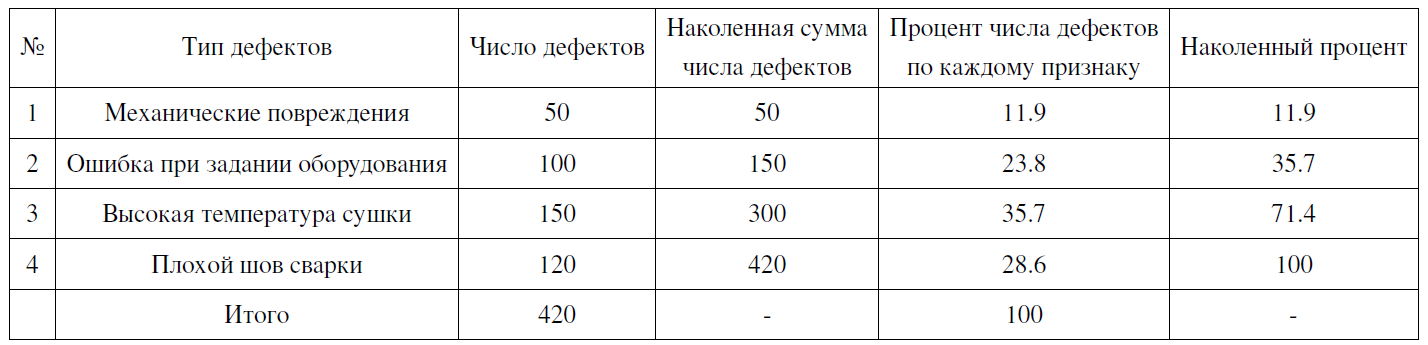 № Тип дефектов Число дефектов Наколенная сумма числа дефектов Процент числа дефектов по каждому признаку Наколенный процент
1 Механические повреждения 50 50 11.9 11.9
2 Ошибка при задании оборудования 100 150 23.8 35.7
3 Высокая температура сушки 150 300 35.7 71.4
4 Плохой шов сварки 120 420 28.6 100
Итого 420 - 100 -